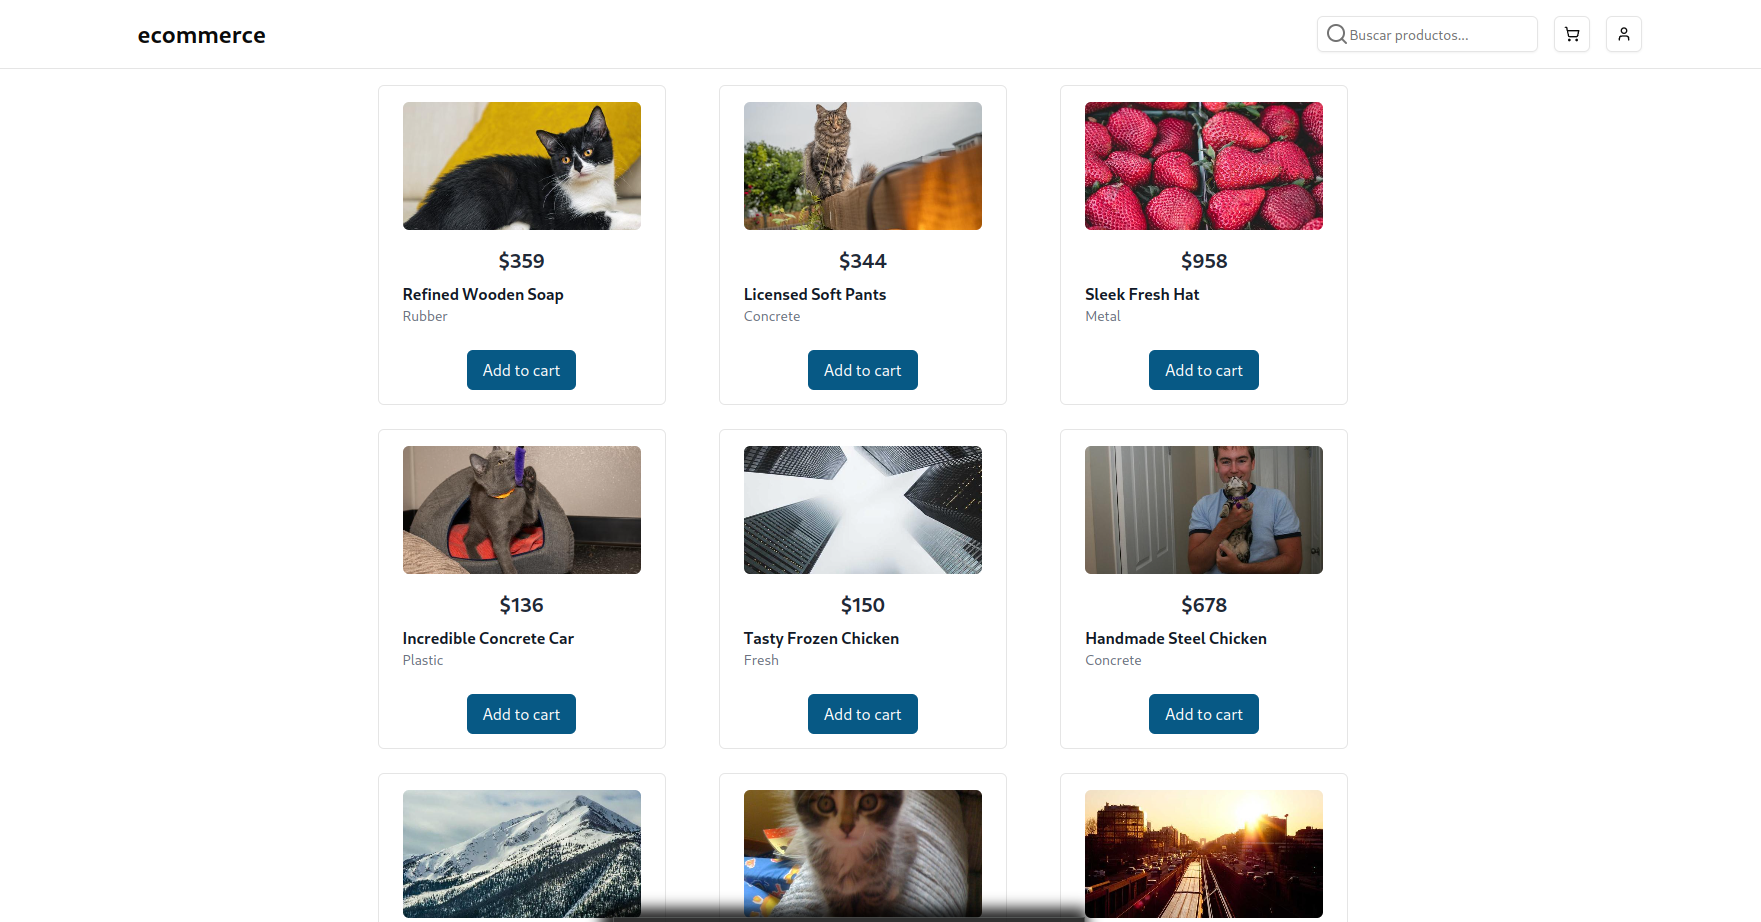 ecommerce
Buscar productos...
$359
Refined Wooden Soap
Rubber
Add to cart
$344
Licensed Soft Pants
Concrete
Add to cart
$958
Sleek Fresh Hat
Metal
Add to cart
$136
Incredible Concrete Car
Plastic
Add to cart
$150
Tasty Frozen Chicken
Fresh
Add to cart
$678
Handmade Steel Chicken
Concrete
Add to cart